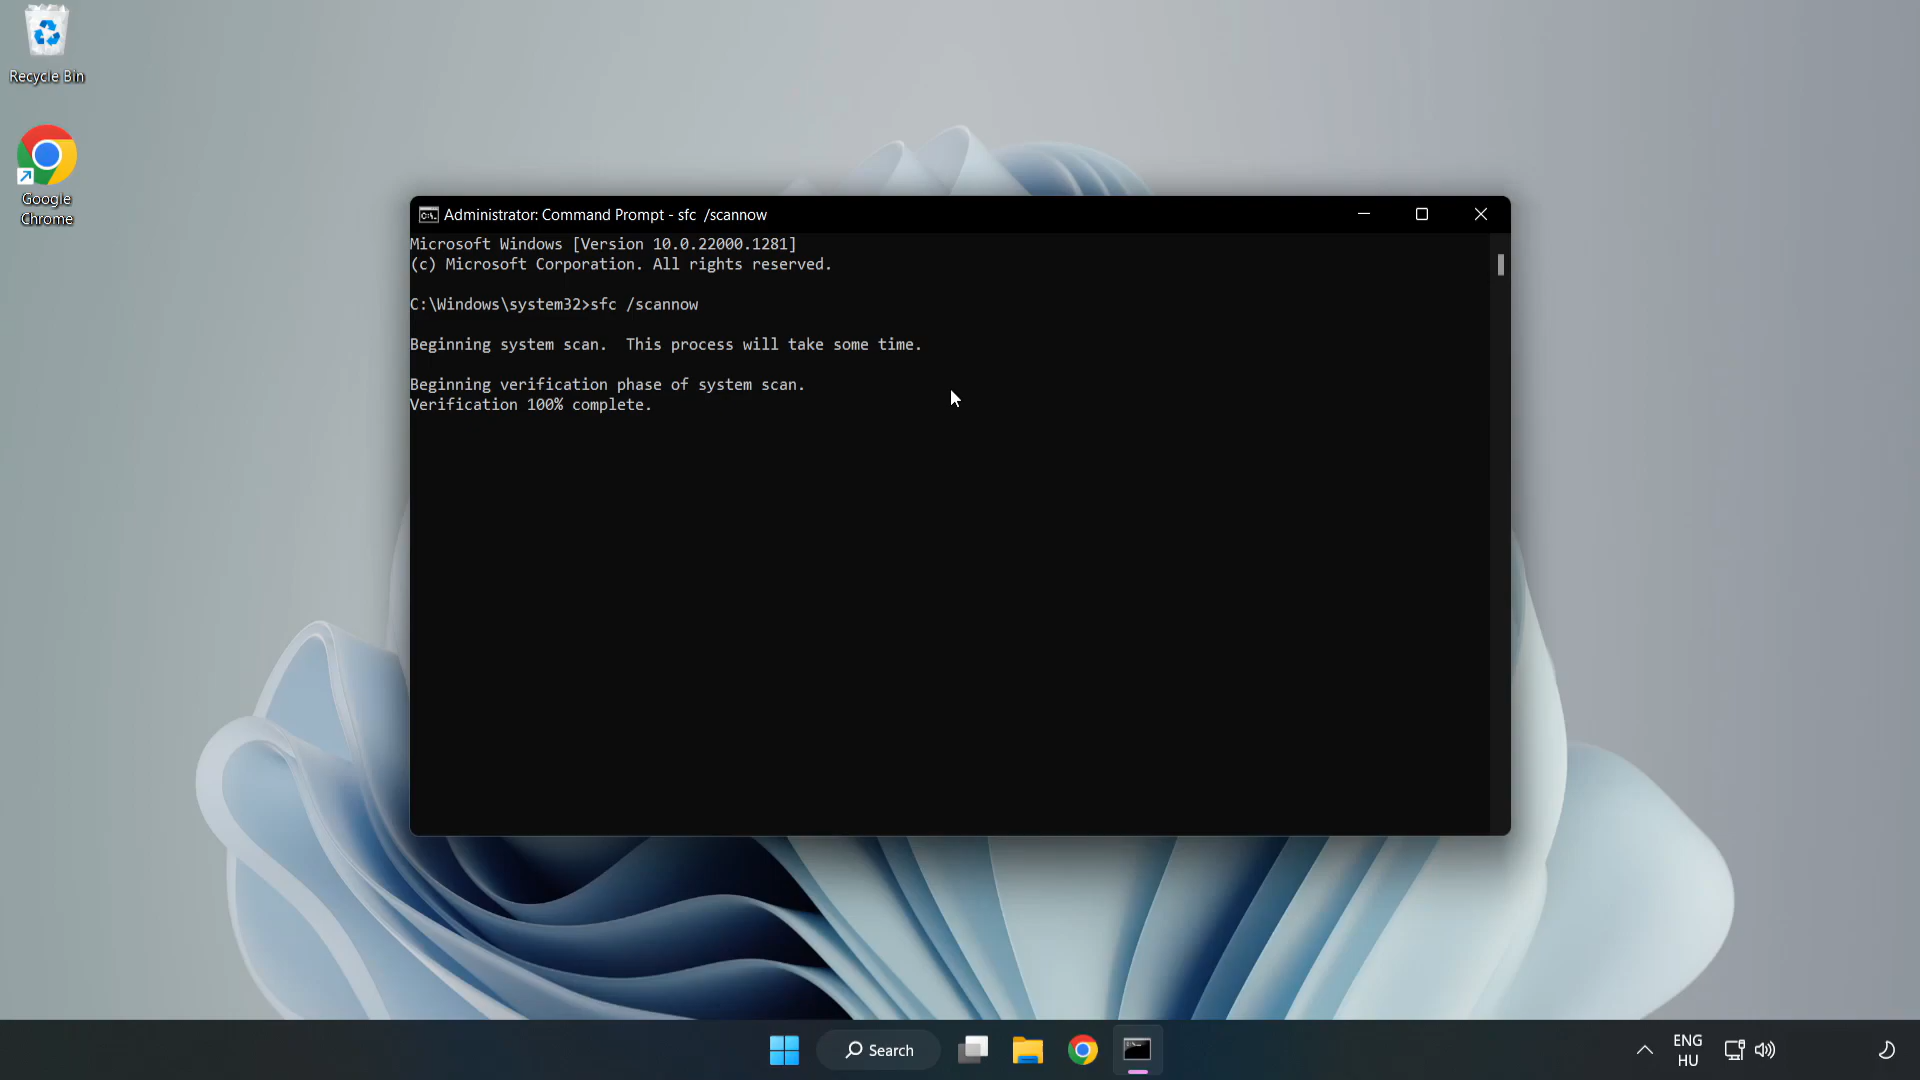 Recycle Bin
Google
Chrome
Administrator: Command Prompt - sfc  /scannow
Microsoft Windows [Version 10.0.22000.1281]
(c) Microsoft Corporation. All rights reserved.
C:\Windows\system32>sfc /scannow
Beginning system scan.  This process will take some time.
Beginning verification phase of system scan.
Verification 100% complete.
Search
ENG
HU